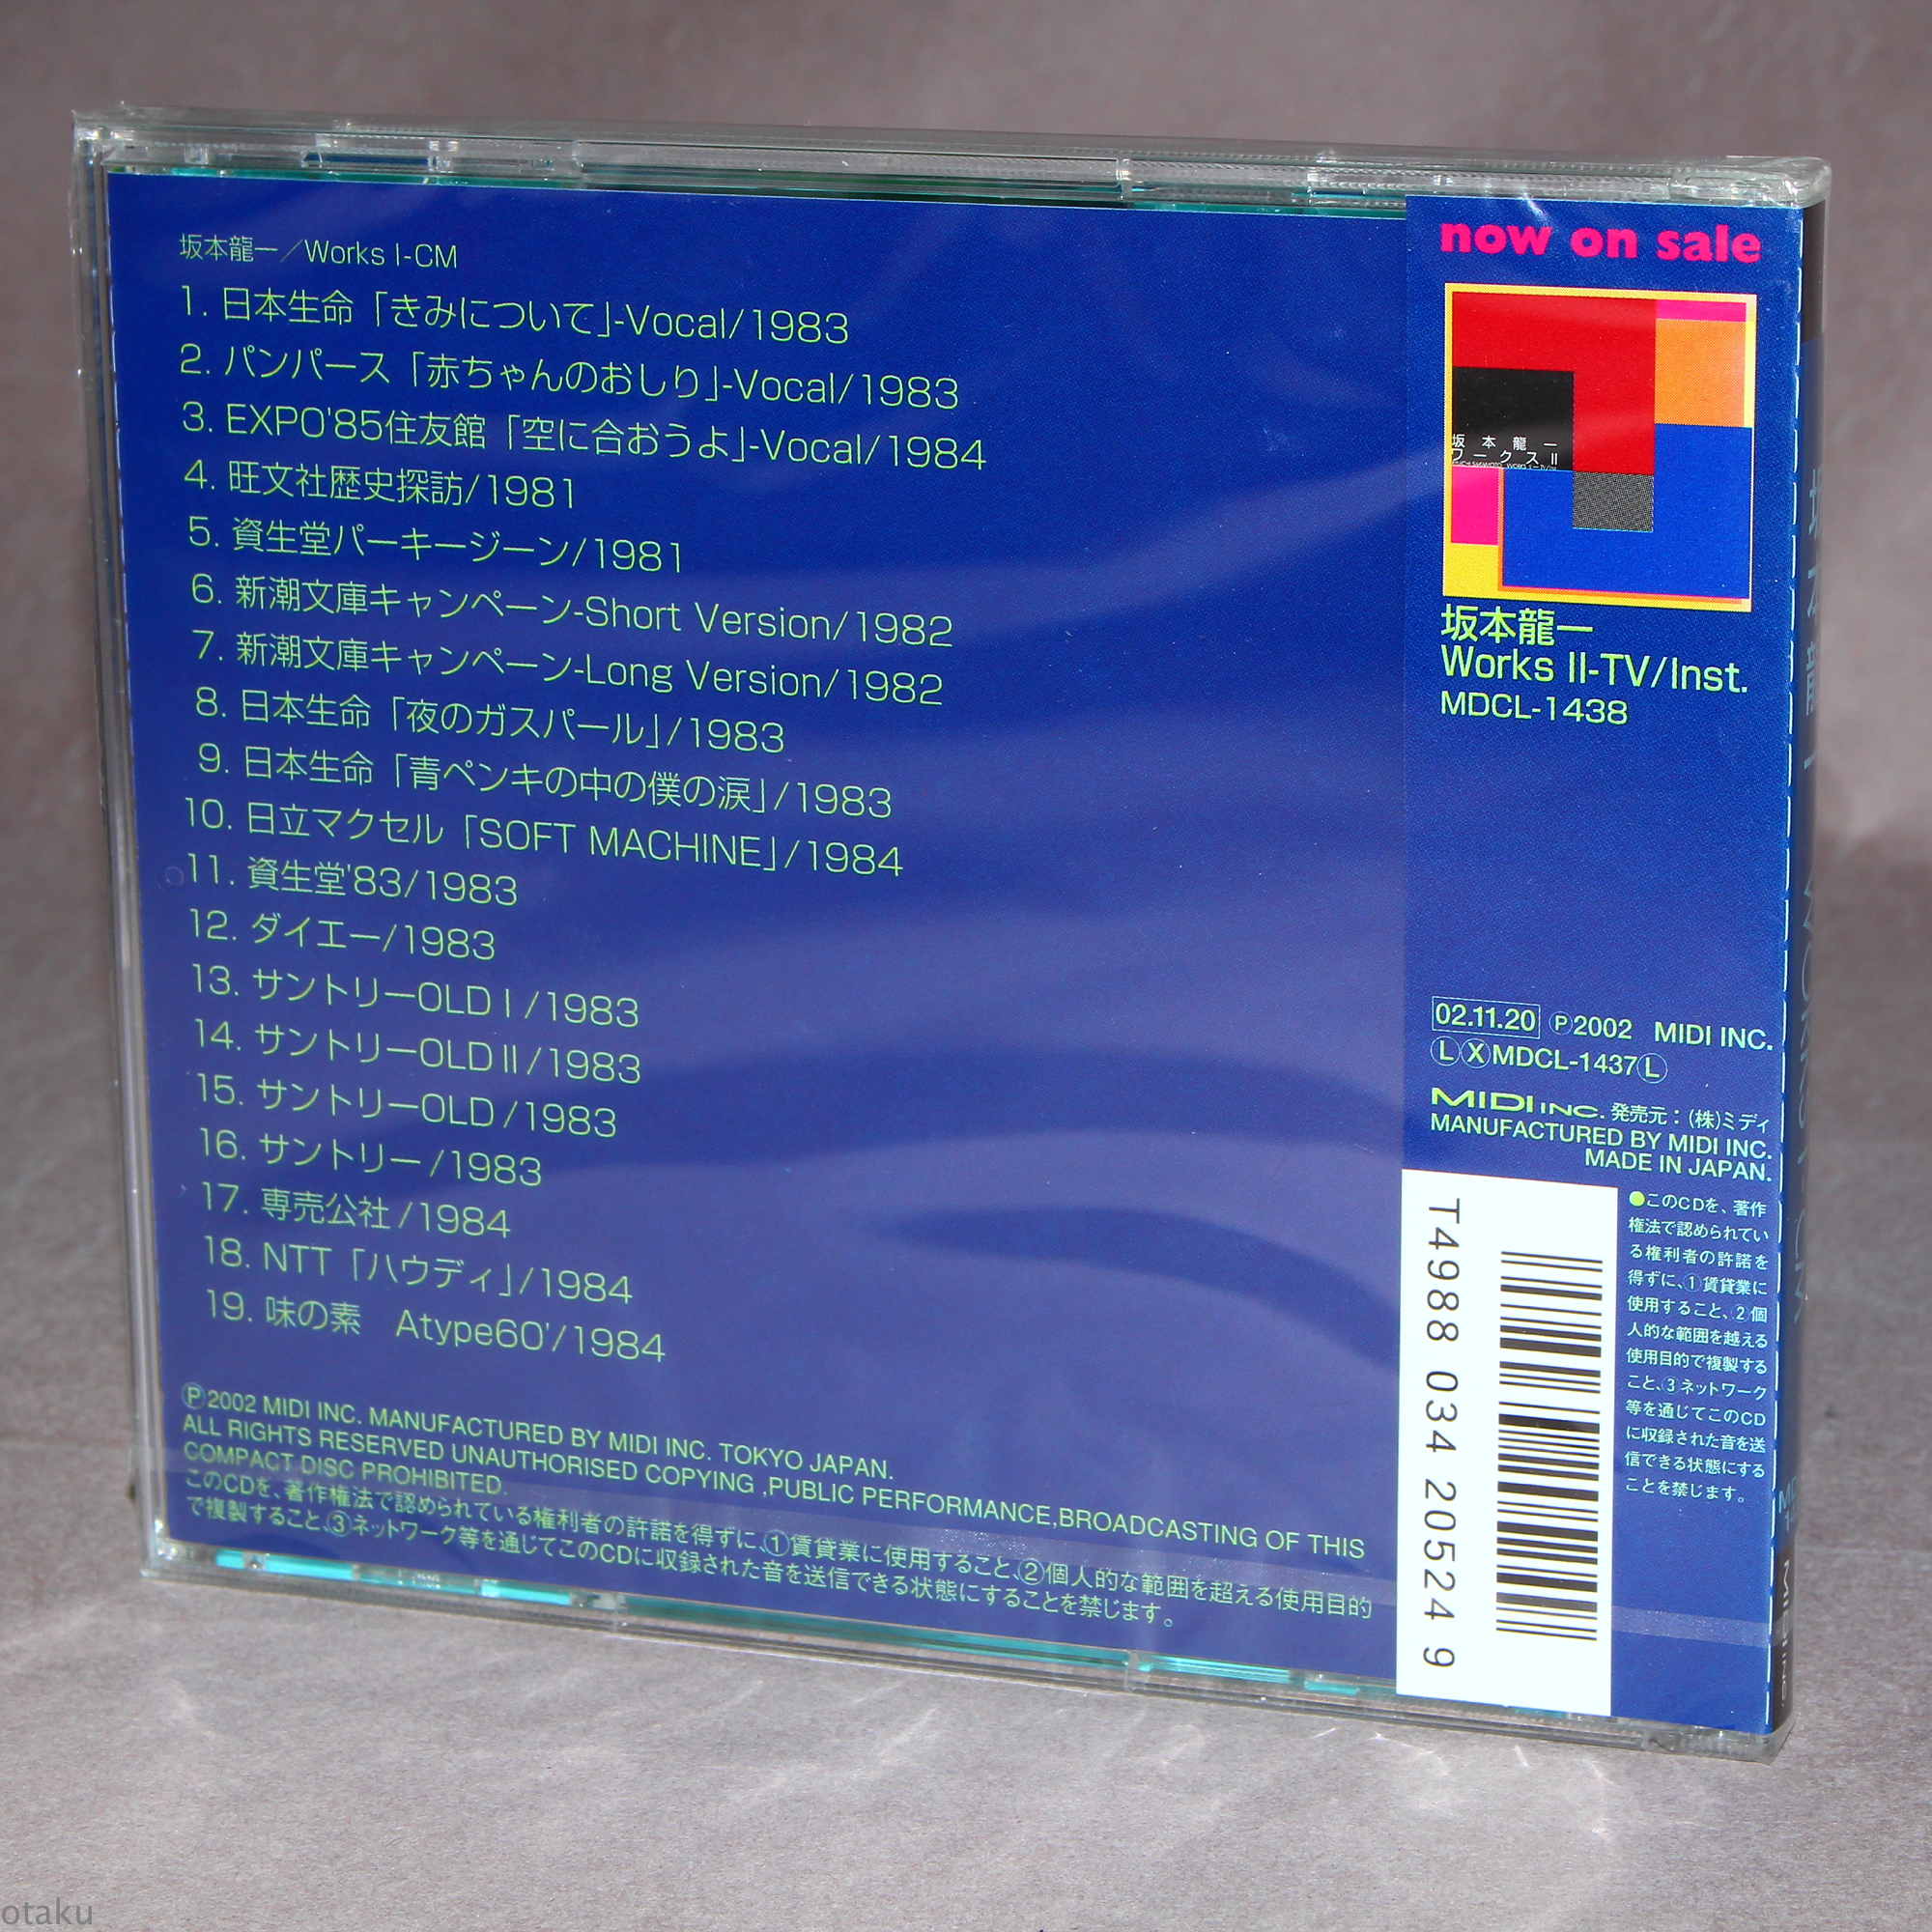 坂本龍一／Works I-CM
1. 日本生命「きみについて」-Vocal/1983
2. パンパース「赤ちゃんのおしり」-Vocal/1983
3. EXPO'85住友館「空に合おうよ」-Vocal/1984
4. 旺文社歴史探訪/1981
5. 資生堂パーキージーン/1981
6. 新潮文庫キャンペーン-Short Version/1982
7. 新潮文庫キャンペーン-Long Version/1982
8. 日本生命「夜のガスパール」/1983
9. 日本生命「青ペンキの中の僕の涙」/1983
10. 日立マクセル「SOFT MACHINE」/1984
11. 資生堂'83/1983
12. ダイエー/1983
13. サントリーOLD I /1983
14. サントリーOLD II /1983
15. サントリーOLD /1983
16. サントリー /1983
17. 専売公社 /1984
18. NTT「ハウディ」/1984
19. 味の素　Atype60'/1984
Ⓟ2002 MIDI INC. MANUFACTURED BY MIDI INC. TOKYO JAPAN.
ALL RIGHTS RESERVED UNAUTHORISED COPYING ,PUBLIC PERFORMANCE,BROADCASTING OF THIS
COMPACT DISC PROHIBITED.
このCDを、著作権法で認められている権利者の許諾を得ずに、①賃貸業に使用すること、②個人的な範囲を超える使用目的
で複製すること、③ネットワーク等を通じてこのCDに収録された音を送信できる状態にすることを禁じます。
now on sale
坂本龍一
ワークスII
坂本龍一
Works II-TV/Inst.
MDCL-1438
02.11.20 Ⓟ2002 MIDI INC.
ⓁⓍMDCL-1437Ⓛ
MIDI INC. 発売元：(株)ミディ
MANUFACTURED BY MIDI INC.
MADE IN JAPAN.
●このCDを、著作
権法で認められてい
る権利者の許諾を
得ずに、①賃貸業に
使用すること、②個
人的な範囲を越える
使用目的で複製する
こと、③ネットワーク
等を通じてこのCD
に収録された音を送
信できる状態にする
ことを禁じます。
T4988 034 20524 9
坂本龍一 WORKS I-CM
MIDI INC.
otaku